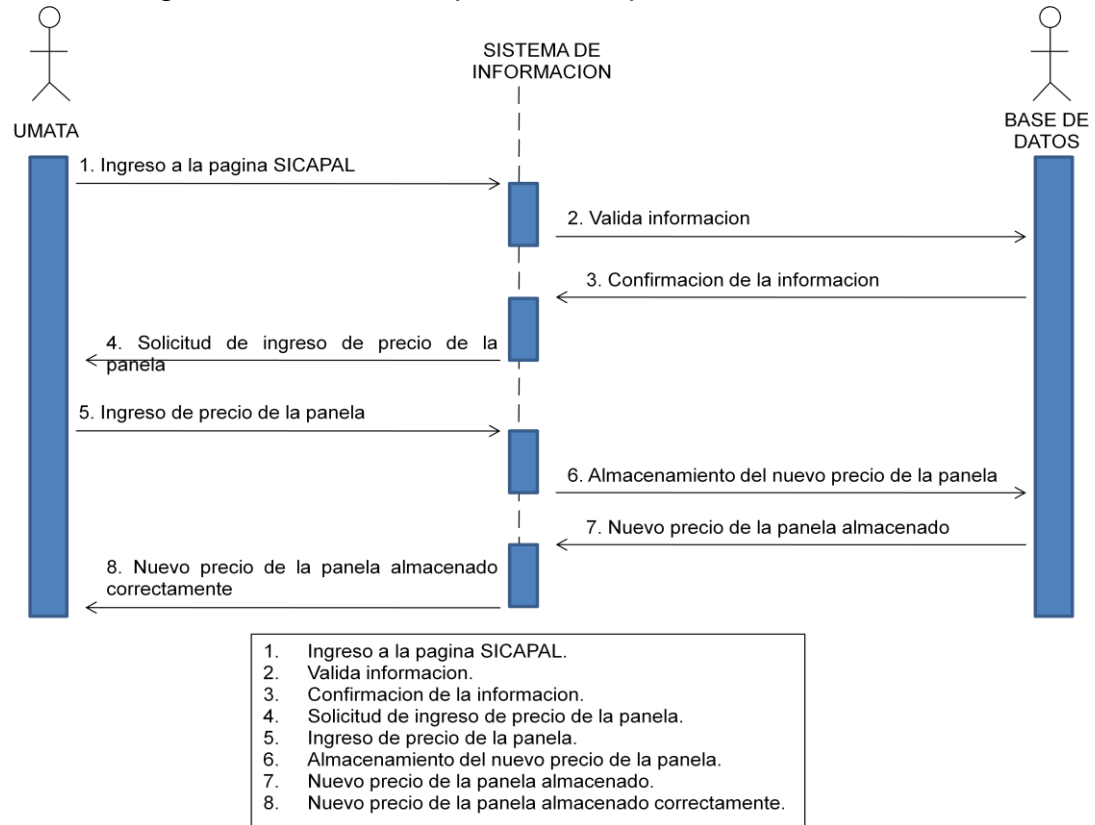 SISTEMA DE
INFORMACION
UMATA
BASE DE
DATOS
1. Ingreso a la pagina SICAPAL
2. Valida informacion
3. Confirmacion de la informacion
4. Solicitud de ingreso de precio de la
panela
5. Ingreso de precio de la panela
6. Almacenamiento del nuevo precio de la panela
7. Nuevo precio de la panela almacenado
8. Nuevo precio de la panela almacenado
correctamente
1. Ingreso a la pagina SICAPAL.
2. Valida informacion.
3. Confirmacion de la informacion.
4. Solicitud de ingreso de precio de la panela.
5. Ingreso de precio de la panela.
6. Almacenamiento del nuevo precio de la panela.
7. Nuevo precio de la panela almacenado.
8. Nuevo precio de la panela almacenado correctamente.